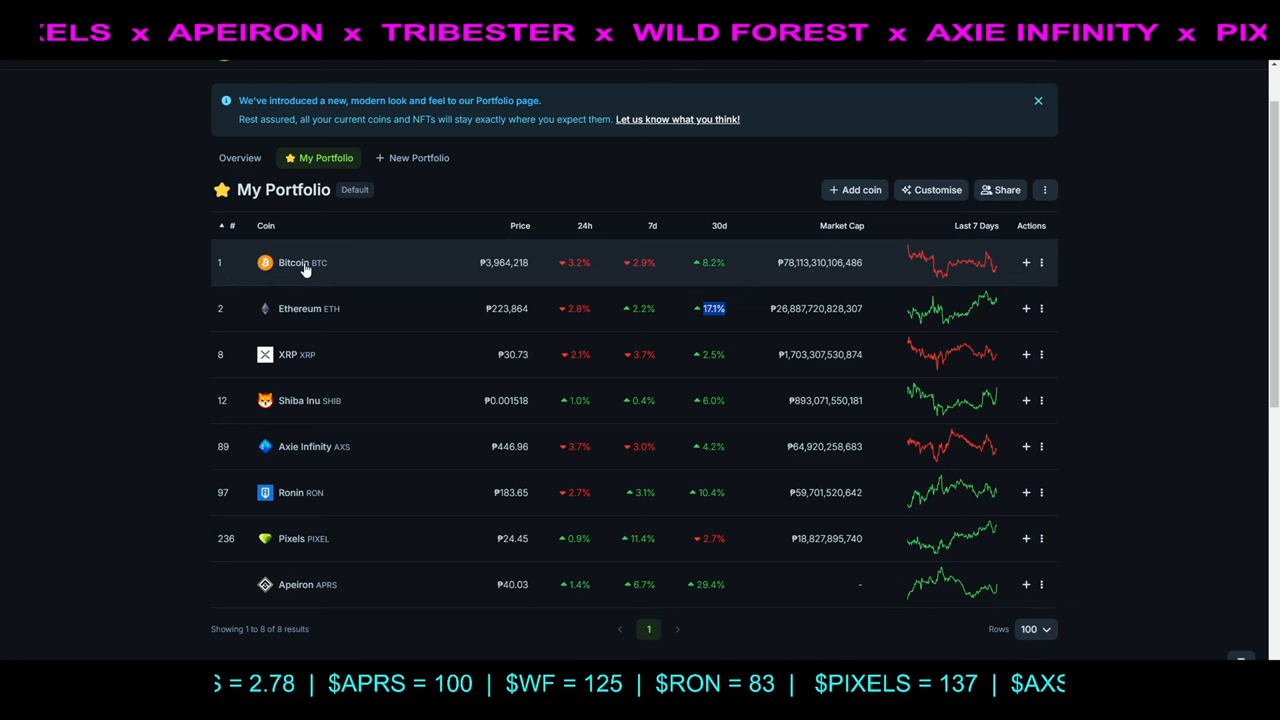 XELS x APEIRON x TRIBESTER x WILD FOREST x AXIE INFINITY x PIX
We've introduced a new, modern look and feel to our Portfolio page.
Rest assured, all your current coins and NFTs will stay exactly where you expect them. Let us know what you think!
Overview My Portfolio + New Portfolio
My Portfolio Default + Add coin Customise Share
# Coin Price 24h 7d 30d Market Cap Last 7 Days Actions
1 Bitcoin BTC ₱3,964,218 3.2% 2.9% 8.2% ₱78,113,310,106,486
2 Ethereum ETH ₱223,864 2.8% 2.2% 17.1% ₱26,887,720,828,307
8 XRP XRP ₱30.73 2.1% 3.7% 2.5% ₱1,703,307,530,874
12 Shiba Inu SHIB ₱0.001518 1.0% 0.4% 6.0% ₱893,071,550,181
89 Axie Infinity AXS ₱446.96 3.7% 3.0% 4.2% ₱64,920,258,683
97 Ronin RON ₱183.65 2.7% 3.1% 10.4% ₱59,701,520,642
236 Pixels PIXEL ₱24.45 0.9% 11.4% 2.7% ₱18,827,895,740
Apeiron APRS ₱40.03 1.4% 6.7% 29.4% -
Showing 1 to 8 of 8 results 1 Rows 100
S = 2.78 | $APRS = 100 | $WF = 125 | $RON = 83 | $PIXELS = 137 | $AXS